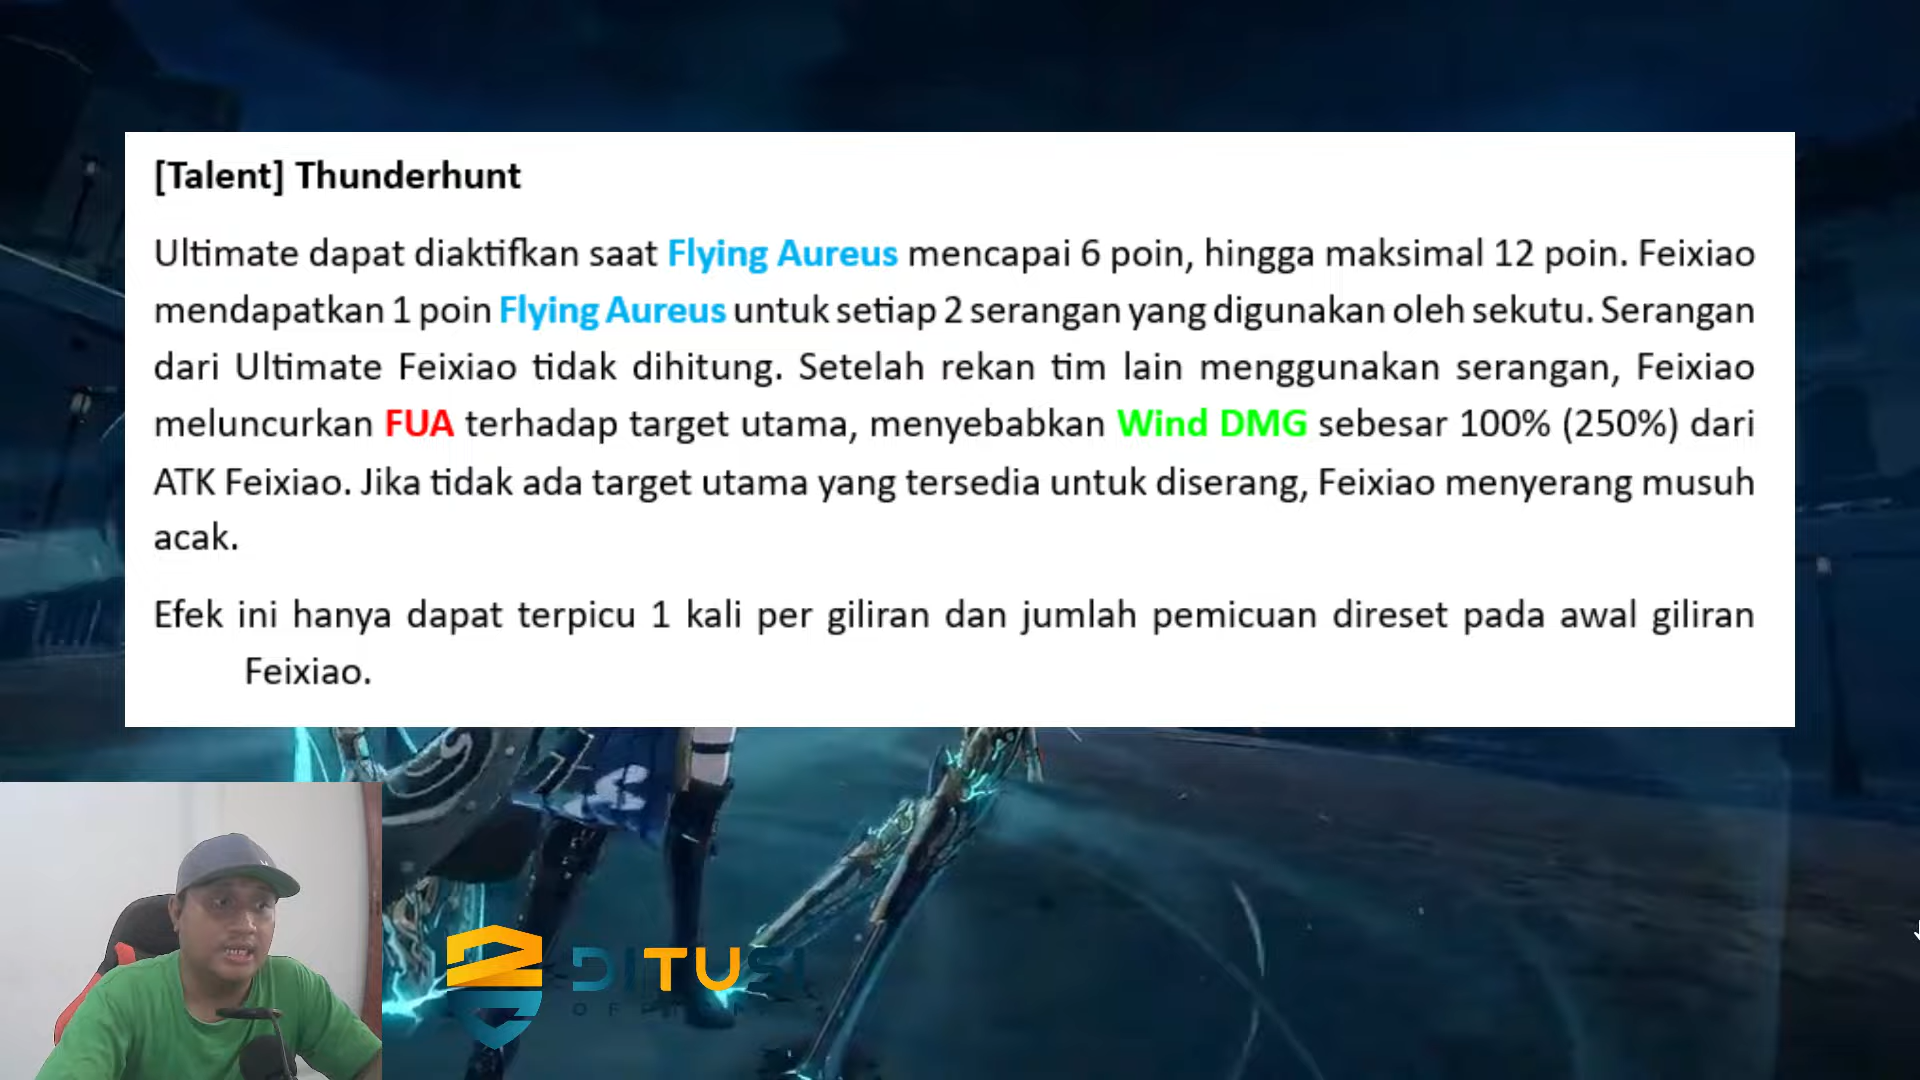 [Talent] Thunderhunt
Ultimate dapat diaktifkan saat Flying Aureus mencapai 6 poin, hingga maksimal 12 poin. Feixiao
mendapatkan 1 poin Flying Aureus untuk setiap 2 serangan yang digunakan oleh sekutu. Serangan
dari Ultimate Feixiao tidak dihitung. Setelah rekan tim lain menggunakan serangan, Feixiao
meluncurkan FUA terhadap target utama, menyebabkan Wind DMG sebesar 100% (250%) dari
ATK Feixiao. Jika tidak ada target utama yang tersedia untuk diserang, Feixiao menyerang musuh
acak.
Efek ini hanya dapat terpicu 1 kali per giliran dan jumlah pemicuan direset pada awal giliran
Feixiao.
DITUSI